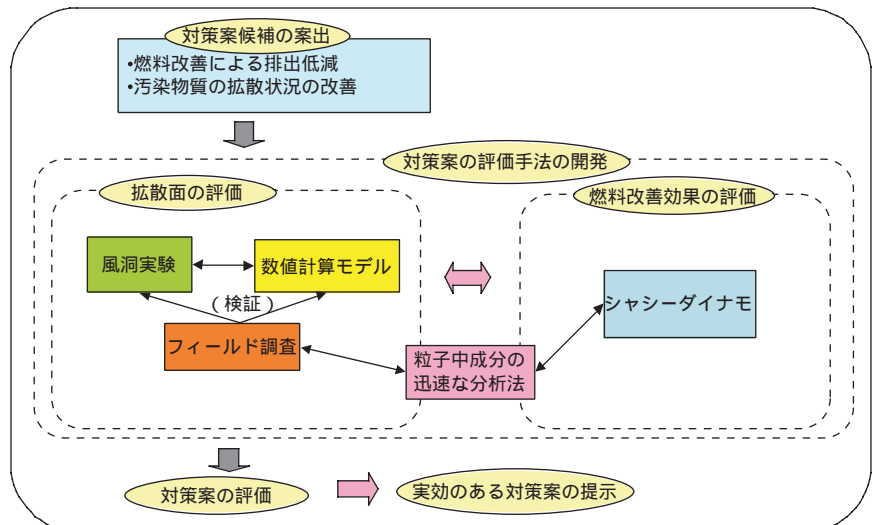 対策案候補の案出
•燃料改善による排出低減
•汚染物質の拡散状況の改善
対策案の評価手法の開発
拡散面の評価
燃料改善効果の評価
風洞実験
数値計算モデル
(検証)
シャシーダイナモ
フィールド調査
粒子中成分の
迅速な分析法
対策案の評価
実効のある対策案の提示